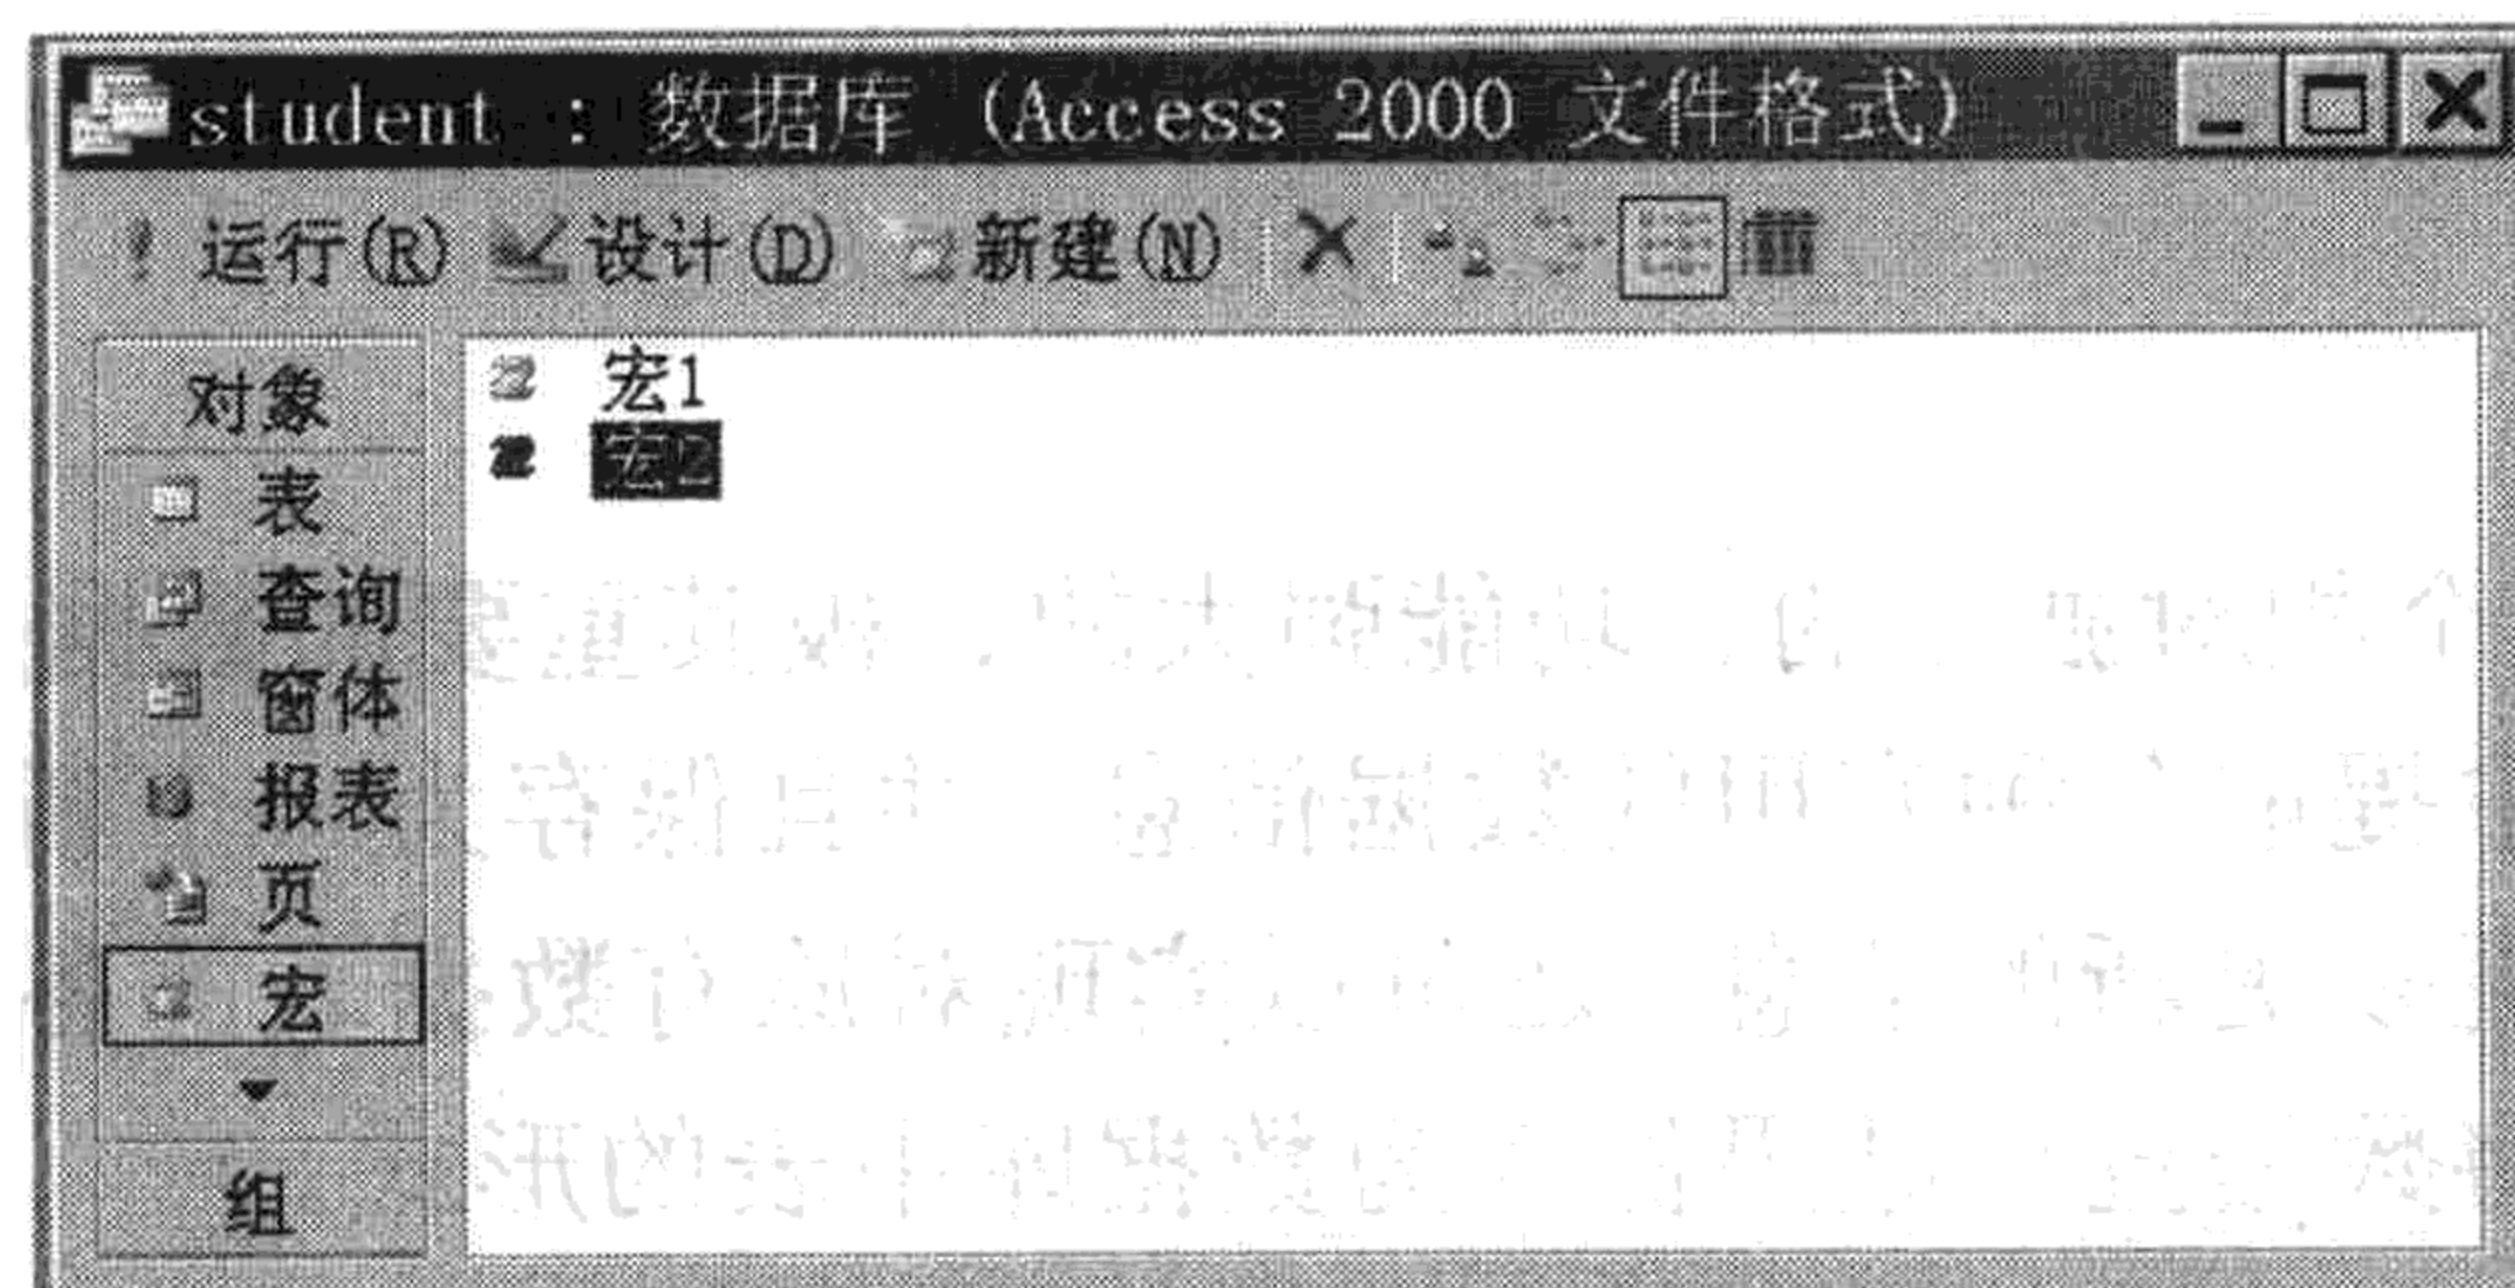 student : 数据库 (Access 2000 文件格式)
运行(R) 设计(D) 新建(N)
对象
表
查询
窗体
报表
页
宏
组
宏1
宏2